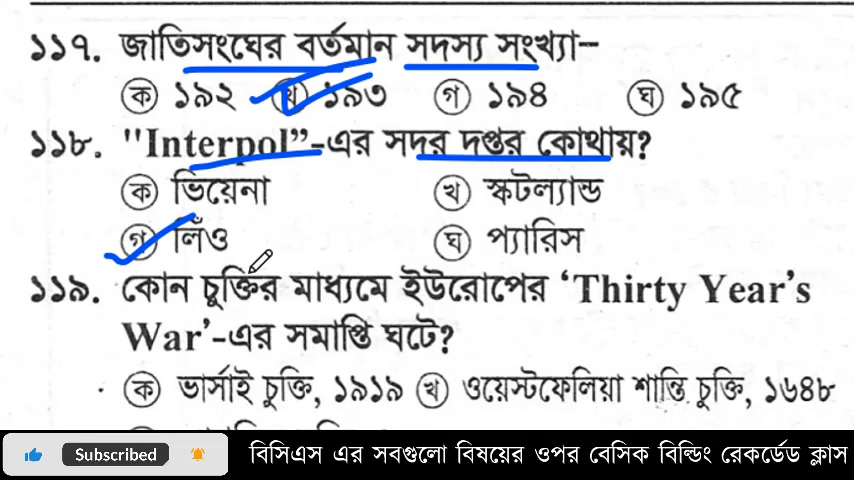 ১১৭. জাতিসংঘের বর্তমান সদস্য সংখ্যা–
ক ১৯২ খ ১৯৩ গ ১৯৪ ঘ ১৯৫
১১৮. "Interpol”-এর সদর দপ্তর কোথায়?
ক ভিয়েনা খ স্কটল্যান্ড
গ লিঁও ঘ প্যারিস
১১৯. কোন চুক্তির মাধ্যমে ইউরোপের ‘Thirty Year’s
War’-এর সমাপ্তি ঘটে?
ক ভার্সাই চুক্তি, ১৯১৯ খ ওয়েস্টফেলিয়া শান্তি চুক্তি, ১৬৪৮
Subscribed বিসিএস এর সবগুলো বিষয়ের ওপর বেসিক বিল্ডিং রেকর্ডেড ক্লাস